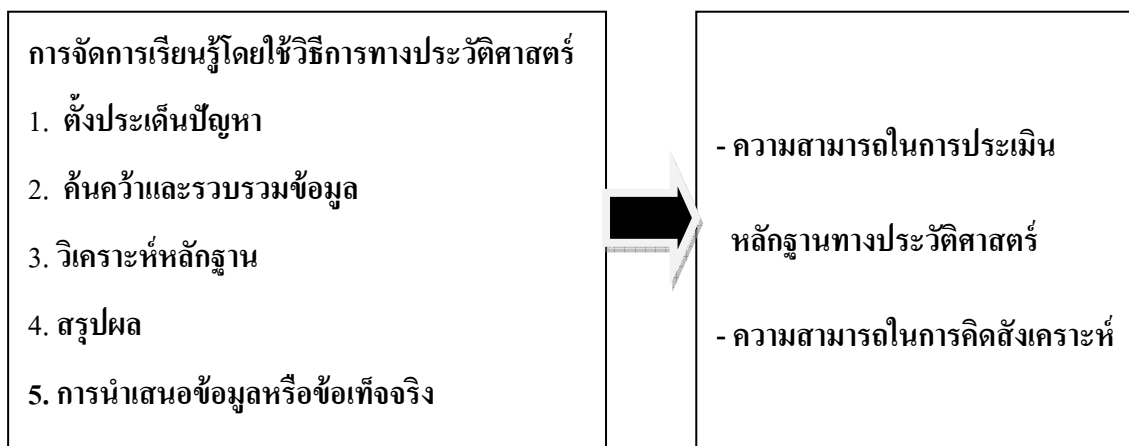 การจัดการเรียนรู้โดยใช้วิธีการทางประวัติศาสตร์
1. ตั้งประเด็นปัญหา
2. ค้นคว้าและรวบรวมข้อมูล
3. วิเคราะห์หลักฐาน
4. สรุปผล
5. การนำเสนอข้อมูลหรือข้อเท็จจริง
- ความสามารถในการประเมิน
หลักฐานทางประวัติศาสตร์
- ความสามารถในการคิดสังเคราะห์